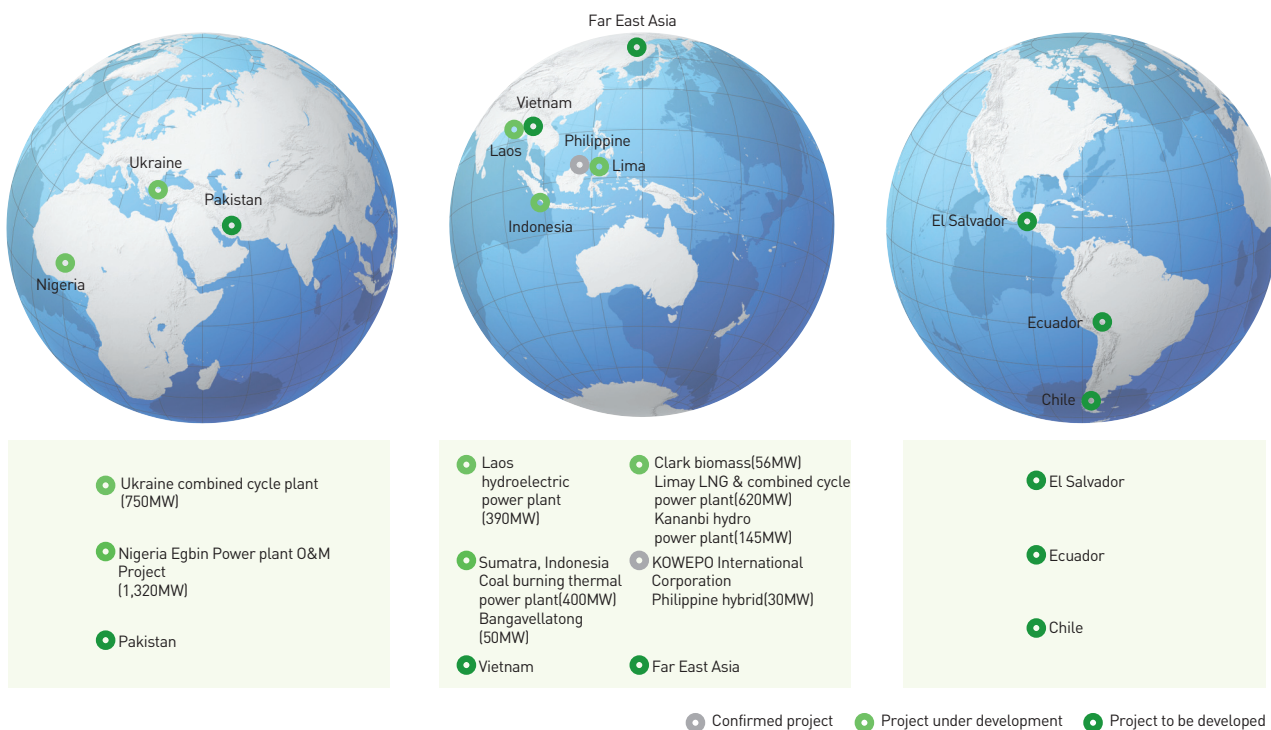 Far East Asia
Vietnam
Laos
Philippine
Lima
Indonesia
Ukraine
Pakistan
Nigeria
El Salvador
Ecuador
Chile
Ukraine combined cycle plant
(750MW)
Nigeria Egbin Power plant O&M
Project
(1,320MW)
Pakistan
Laos
hydroelectric
power plant
(390MW)
Sumatra, Indonesia
Coal burning thermal
power plant(400MW)
Bangavellatong
(50MW)
Vietnam
Clark biomass(56MW)
Limay LNG & combined cycle
power plant(620MW)
Kananbi hydro
power plant(145MW)
KOWEPO International
Corporation
Philippine hybrid(30MW)
Far East Asia
El Salvador
Ecuador
Chile
Confirmed project
Project under development
Project to be developed